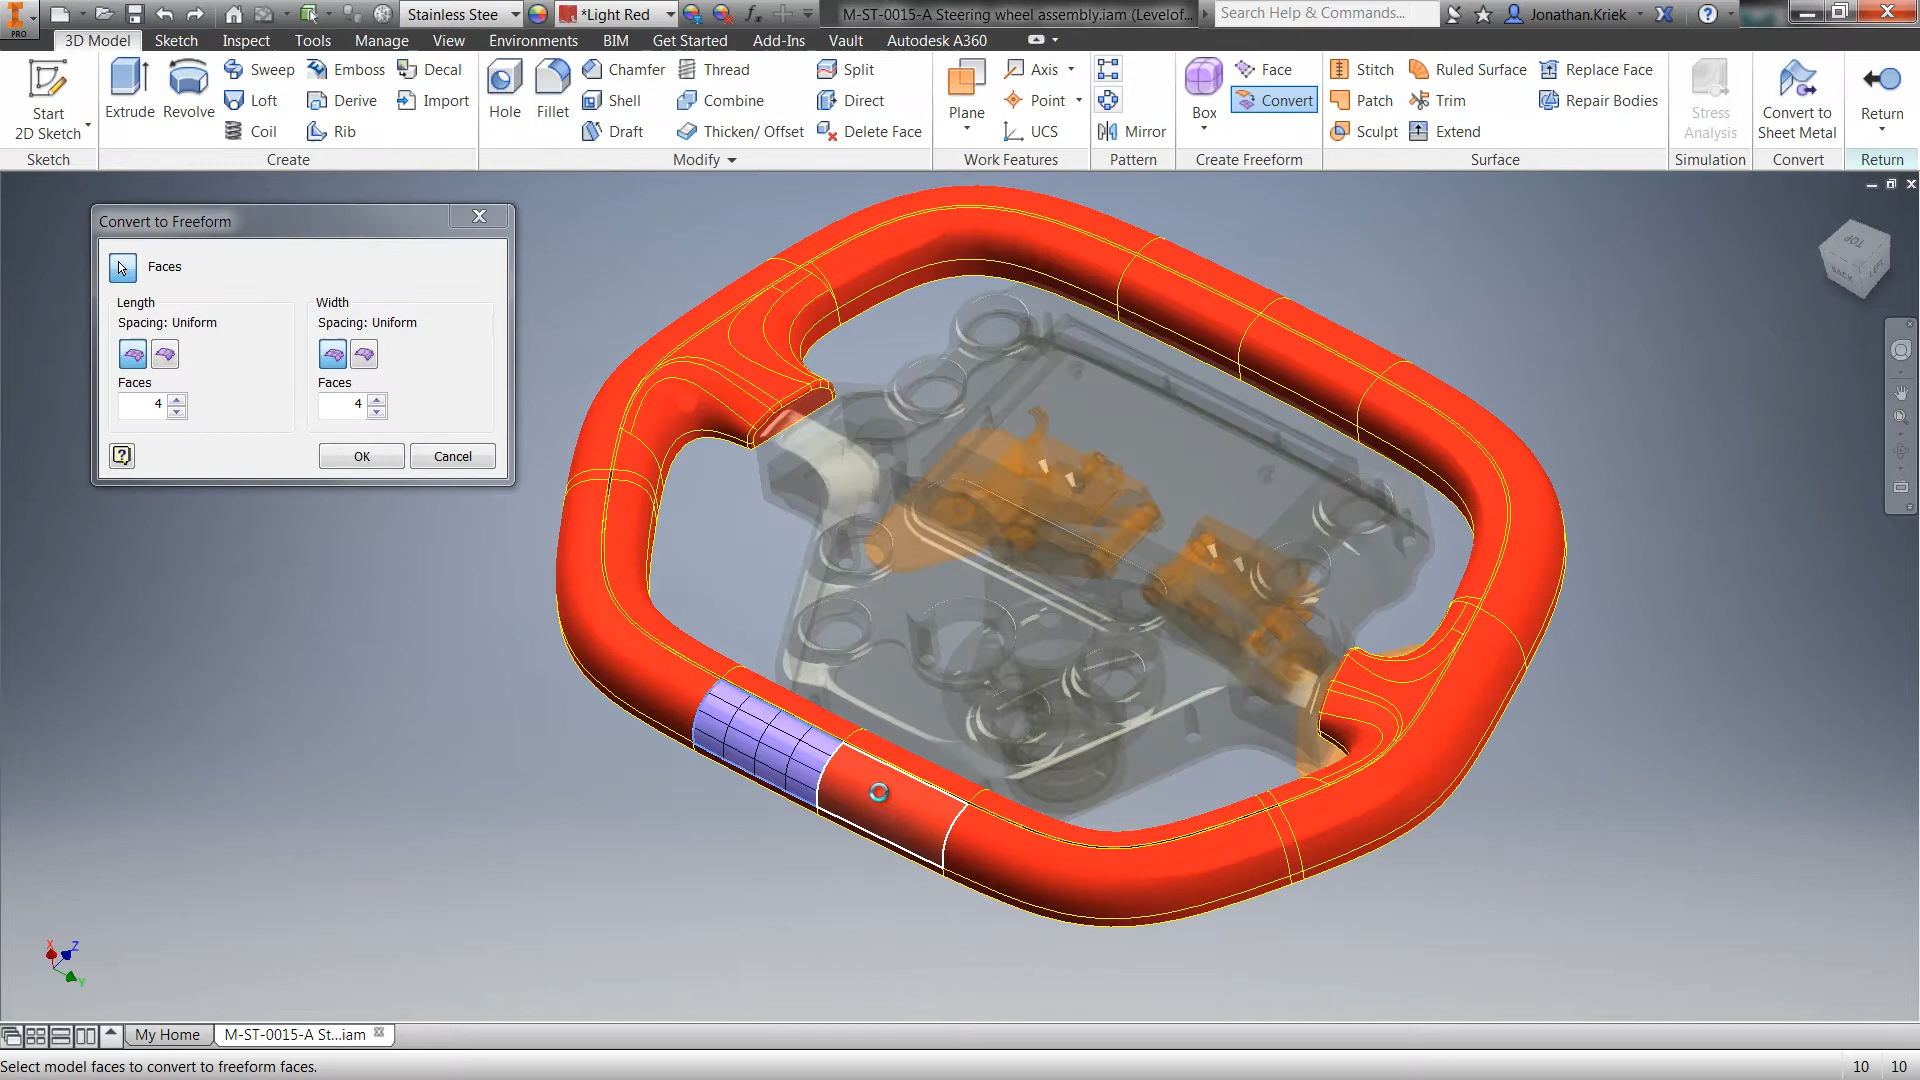 Stainless Stee
*Light Red
M-ST-0015-A Steering wheel assembly.iam (Levelof...
Search Help & Commands...
Jonathan.Kriek
PRO
3D Model
Sketch
Inspect
Tools
Manage
View
Environments
BIM
Get Started
Add-Ins
Vault
Autodesk A360
Start
2D Sketch
Extrude
Revolve
Sweep
Loft
Coil
Emboss
Derive
Rib
Decal
Import
Hole
Fillet
Chamfer
Shell
Draft
Thread
Combine
Thicken/ Offset
Split
Direct
Delete Face
Plane
Axis
Point
UCS
Mirror
Box
Face
Convert
Stitch
Patch
Sculpt
Ruled Surface
Trim
Extend
Replace Face
Repair Bodies
Stress
Analysis
Convert to
Sheet Metal
Return
Sketch
Create
Modify
Work Features
Pattern
Create Freeform
Surface
Simulation
Convert
Return
Convert to Freeform
Faces
Length
Spacing: Uniform
Faces
4
Width
Spacing: Uniform
Faces
4
OK
Cancel
TOP
BACK
LEFT
X
Z
Y
My Home
M-ST-0015-A St...iam
Select model faces to convert to freeform faces.
10
10